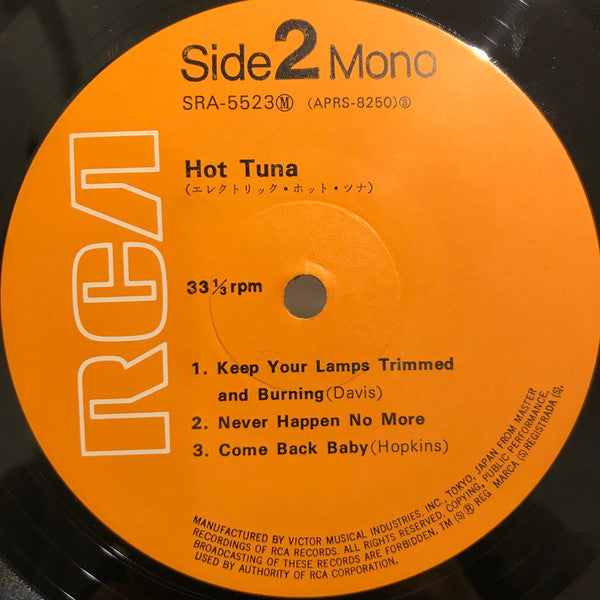 Side 2 Mono
SRA-5523Ⓜ (APRS-8250)③
Hot Tuna
(エレクトリック・ホット・ツナ)
RCA
33⅓rpm
1. Keep Your Lamps Trimmed
and Burning(Davis)
2. Never Happen No More
3. Come Back Baby(Hopkins)
MANUFACTURED BY VICTOR MUSICAL INDUSTRIES, INC., TOKYO, JAPAN FROM MASTER
RECORDINGS OF RCA RECORDS. ALL RIGHTS RESERVED, COPYING, PUBLIC PERFORMANCE.
BROADCASTING OF THESE RECORDS ARE FORBIDDEN. TM (S) ® REG MARCA (S) REGISTRADA (S).
USED BY AUTHORITY OF RCA CORPORATION.